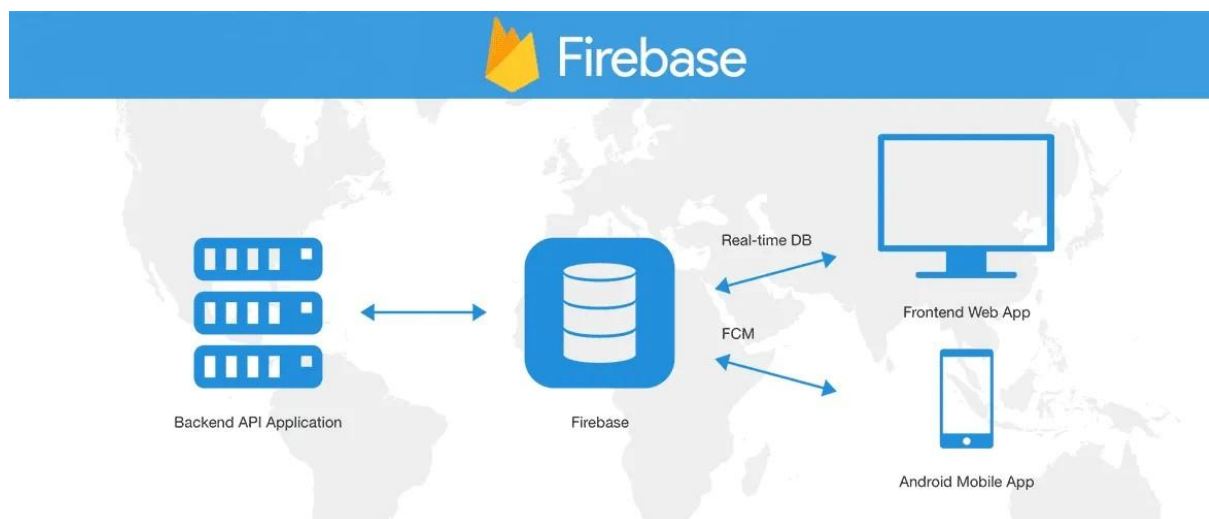 Firebase
Real-time DB
Frontend Web App
FCM
Backend API Application
Firebase
Android Mobile App